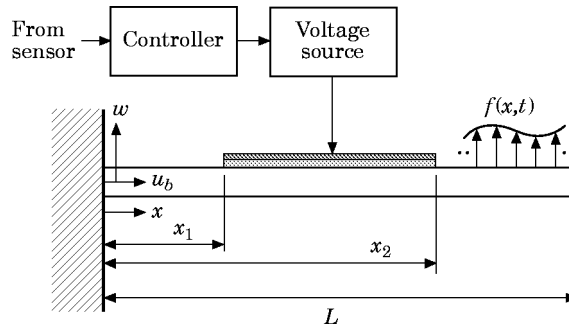 From
sensor
Controller
Voltage
source
w
f(x,t)
. .
. .
u_b
x
x_1
x_2
L